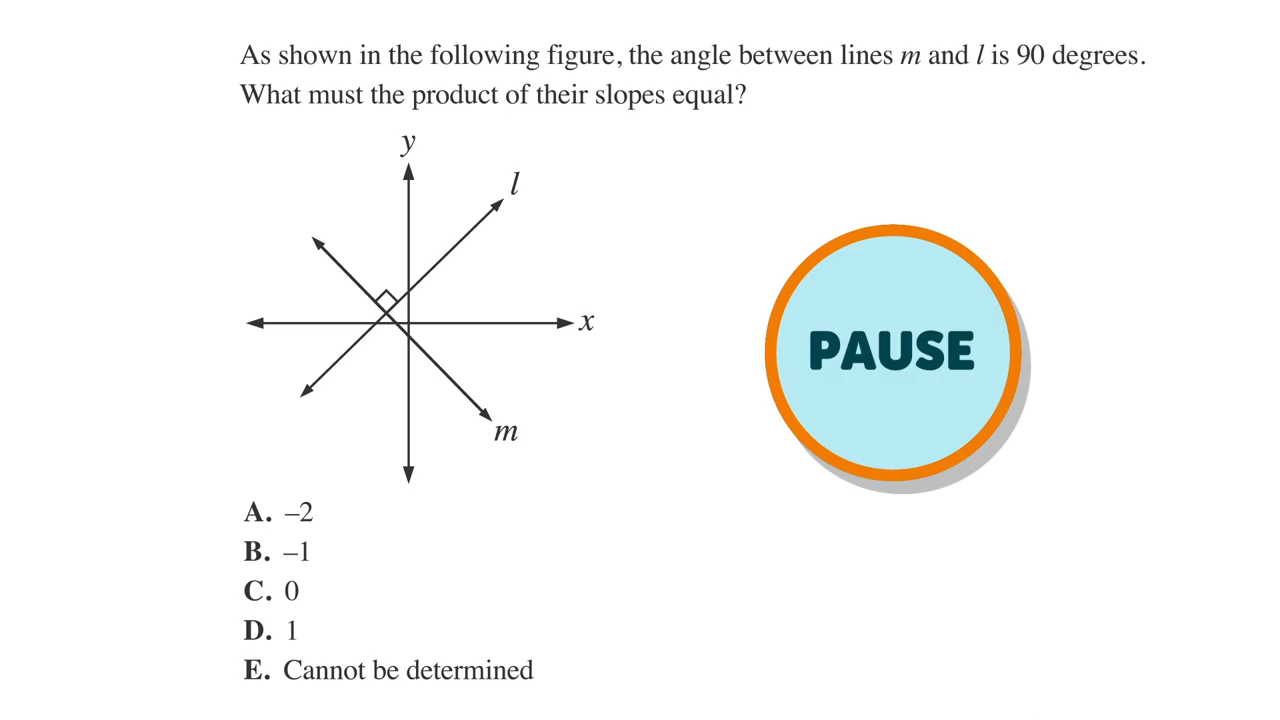 As shown in the following figure, the angle between lines m and l is 90 degrees.
What must the product of their slopes equal?
y
l
x
m
PAUSE
A. –2
B. –1
C. 0
D. 1
E. Cannot be determined